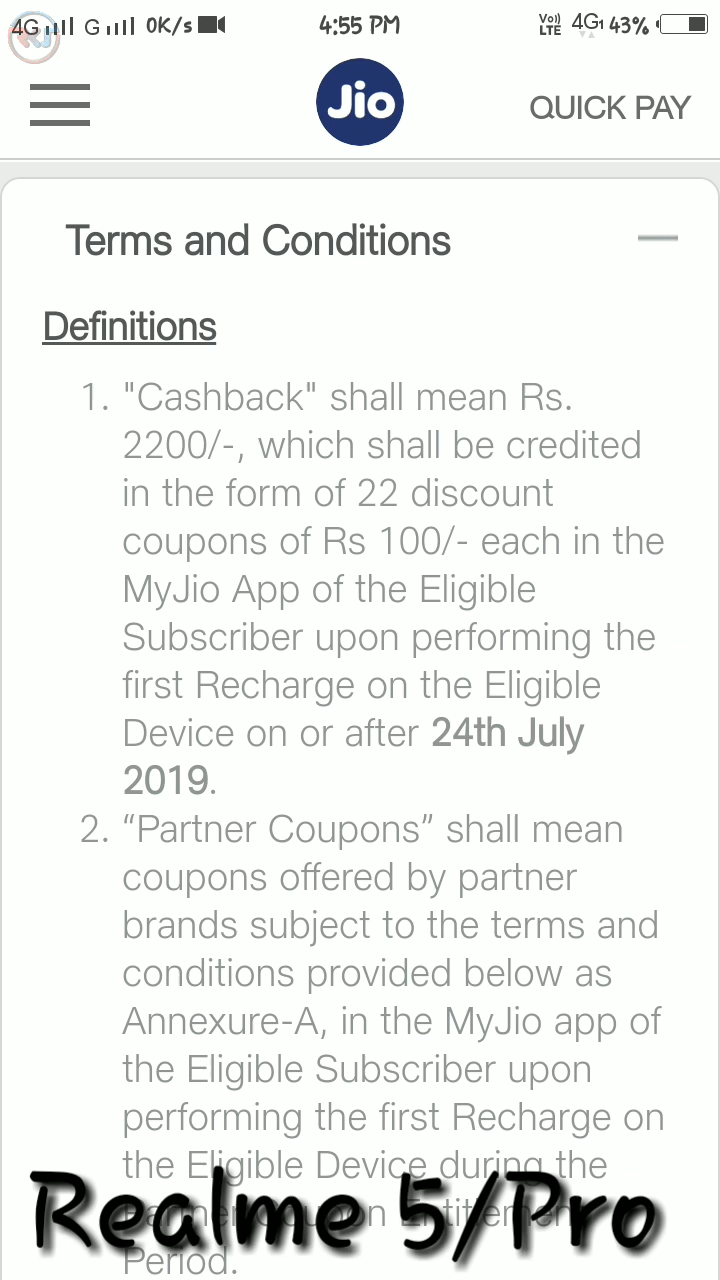 4G G 0K/s 4:55 PM Vo)) LTE 4G1 43%
Jio QUICK PAY
Terms and Conditions
Definitions
1. "Cashback" shall mean Rs.
2200/-, which shall be credited
in the form of 22 discount
coupons of Rs 100/- each in the
MyJio App of the Eligible
Subscriber upon performing the
first Recharge on the Eligible
Device on or after 24th July
2019.
2. “Partner Coupons” shall mean
coupons offered by partner
brands subject to the terms and
conditions provided below as
Annexure-A, in the MyJio app of
the Eligible Subscriber upon
performing the first Recharge on
the Eligible Device during the
Partner Coupon Entitlement
Period.
Realme 5/Pro